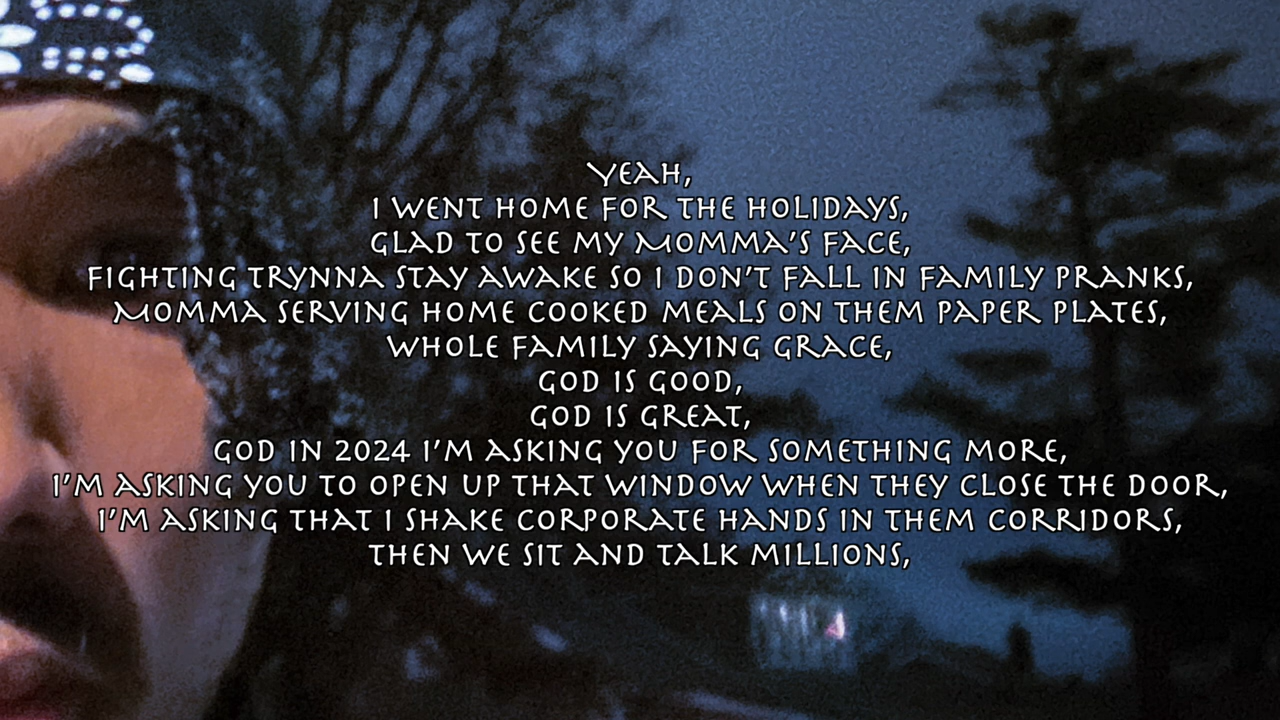 Yeah,
I went home for the holidays,
Glad to see my Momma’s face,
Fighting trynna stay awake so I don’t fall in family pranks,
Momma serving home cooked meals on them paper plates,
Whole family saying grace,
God is good,
God is great,
God in 2024 I’m asking you for something more,
I’m asking you to open up that window when they close the door,
I’m asking that I shake corporate hands in them corridors,
Then we sit and talk millions,